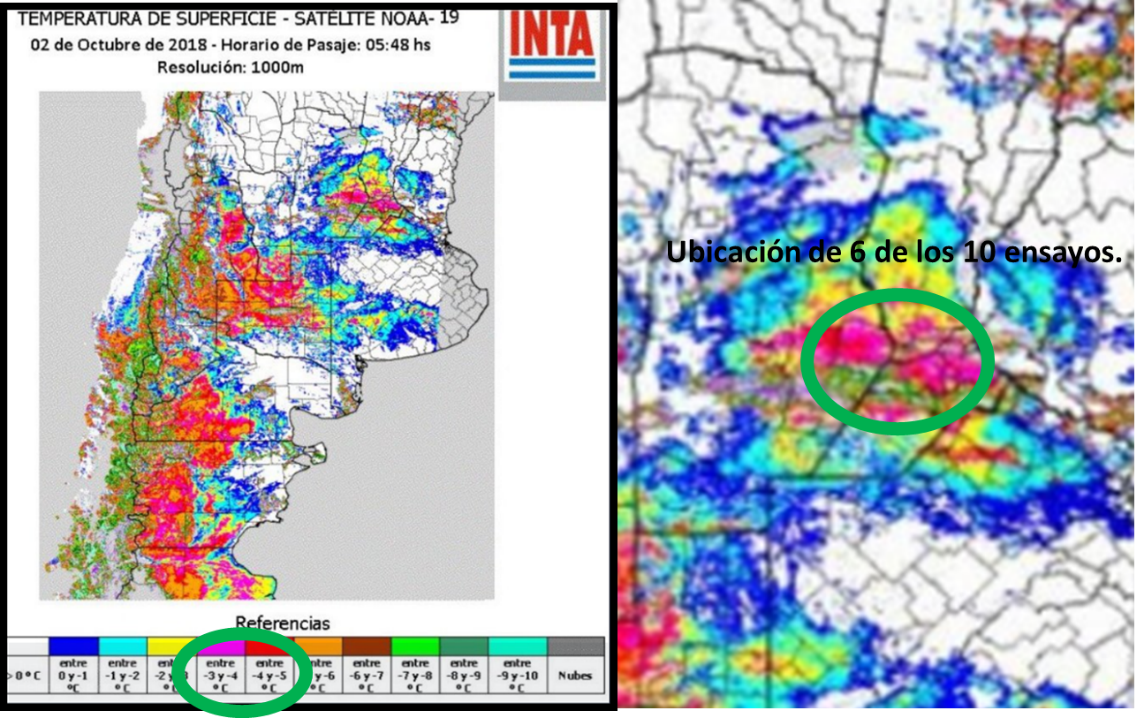 TEMPERATURA DE SUPERFICIE - SATÉLITE NOAA- 19
02 de Octubre de 2018 - Horario de Pasaje: 05:48 hs
Resolución: 1000m
INTA
Ubicación de 6 de los 10 ensayos.
Referencias
> 0 º C
entre 0 y -1 º C
entre -1 y -2 º C
entre -3 y -4 º C
entre -4 y -5 º C
entre -6 y -7 º C
entre -7 y -8 º C
entre -8 y -9 º C
entre -9 y -10 º C
Nubes